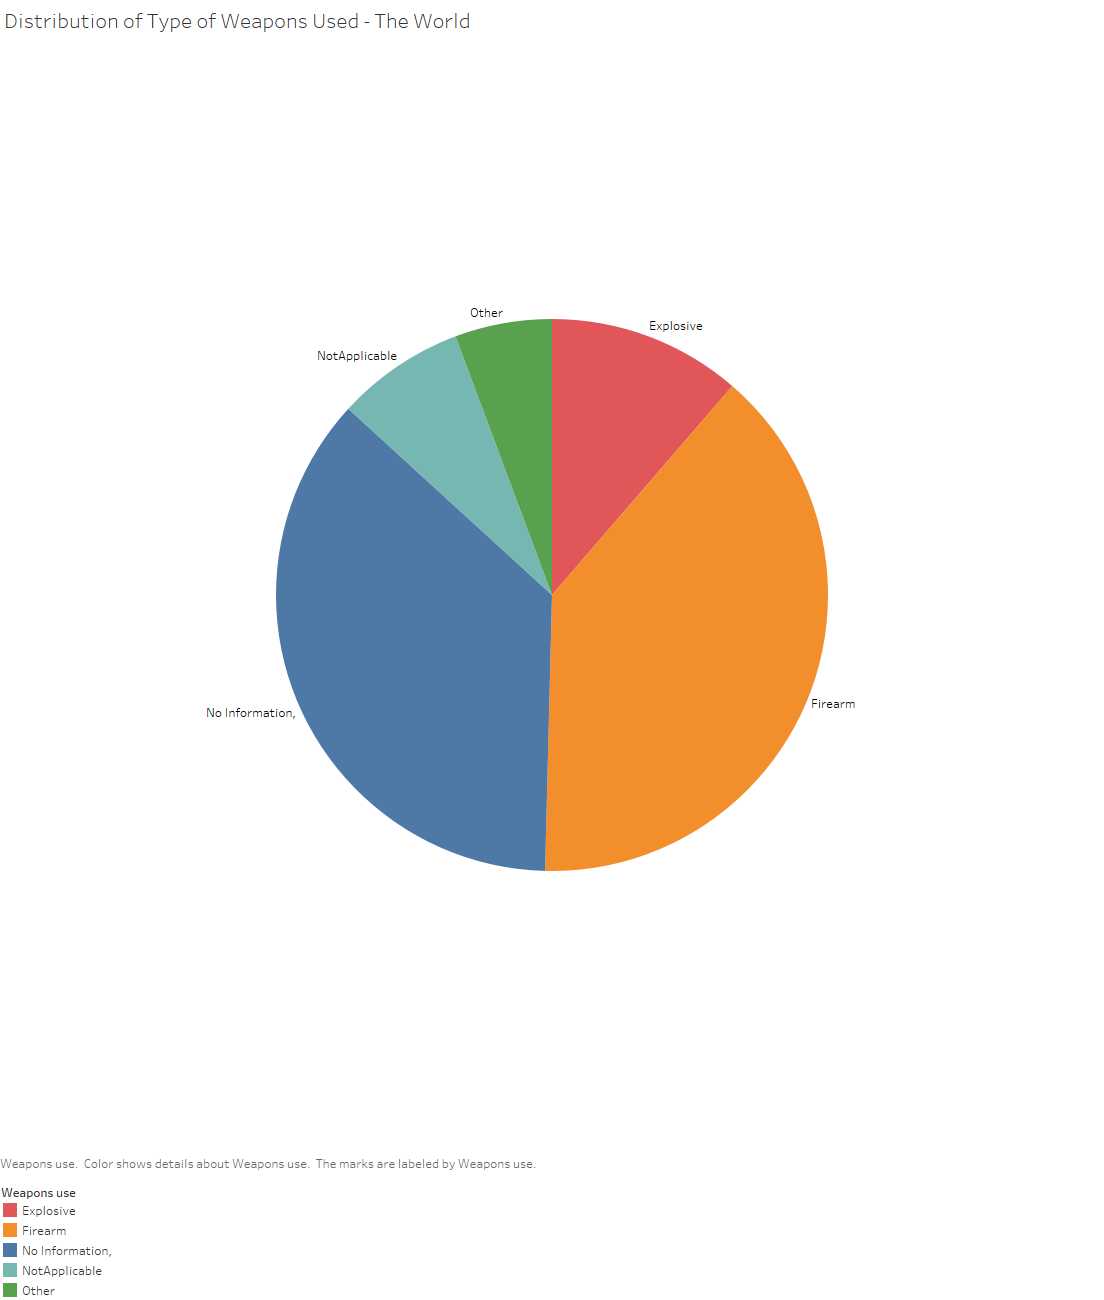 Distribution of Type of Weapons Used - The World
Other
Explosive
NotApplicable
Firearm
No Information,
Weapons use.  Color shows details about Weapons use.  The marks are labeled by Weapons use.
Weapons use
Explosive
Firearm
No Information,
NotApplicable
Other